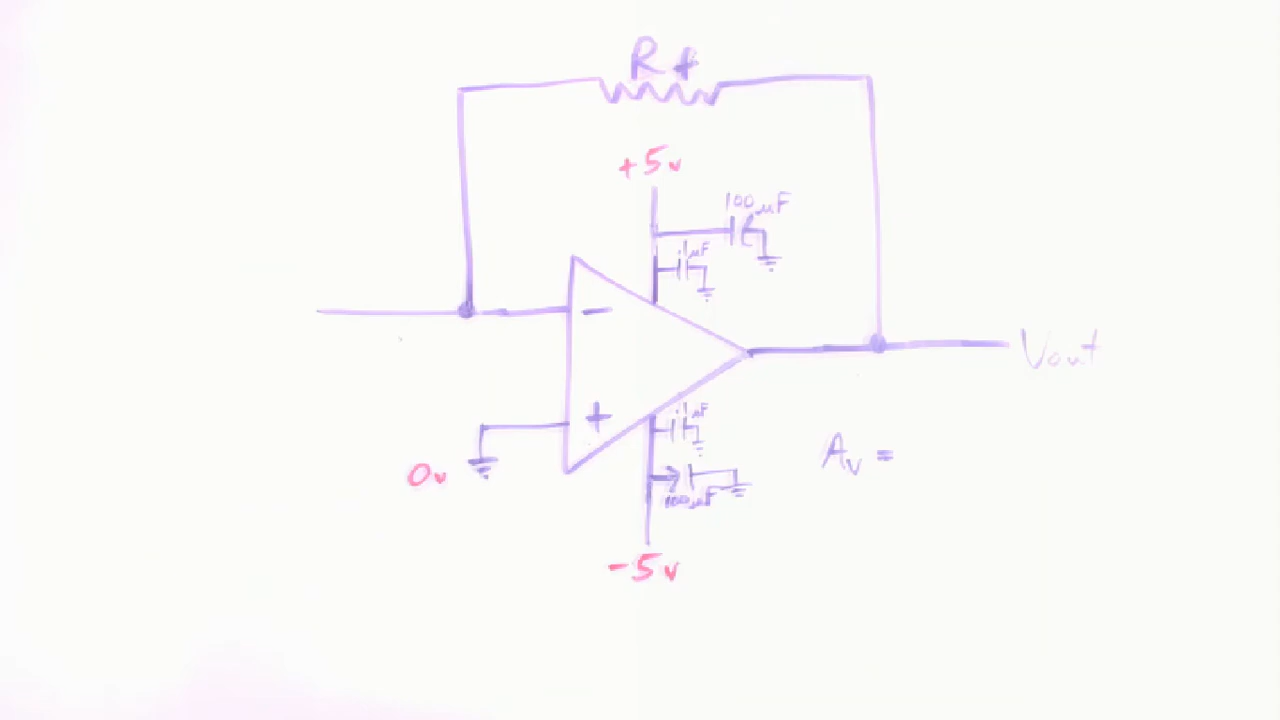 Rf
+5v
100µF
.1µF
-
+
.1µF
100µF
0v
-5v
Vout
Av =